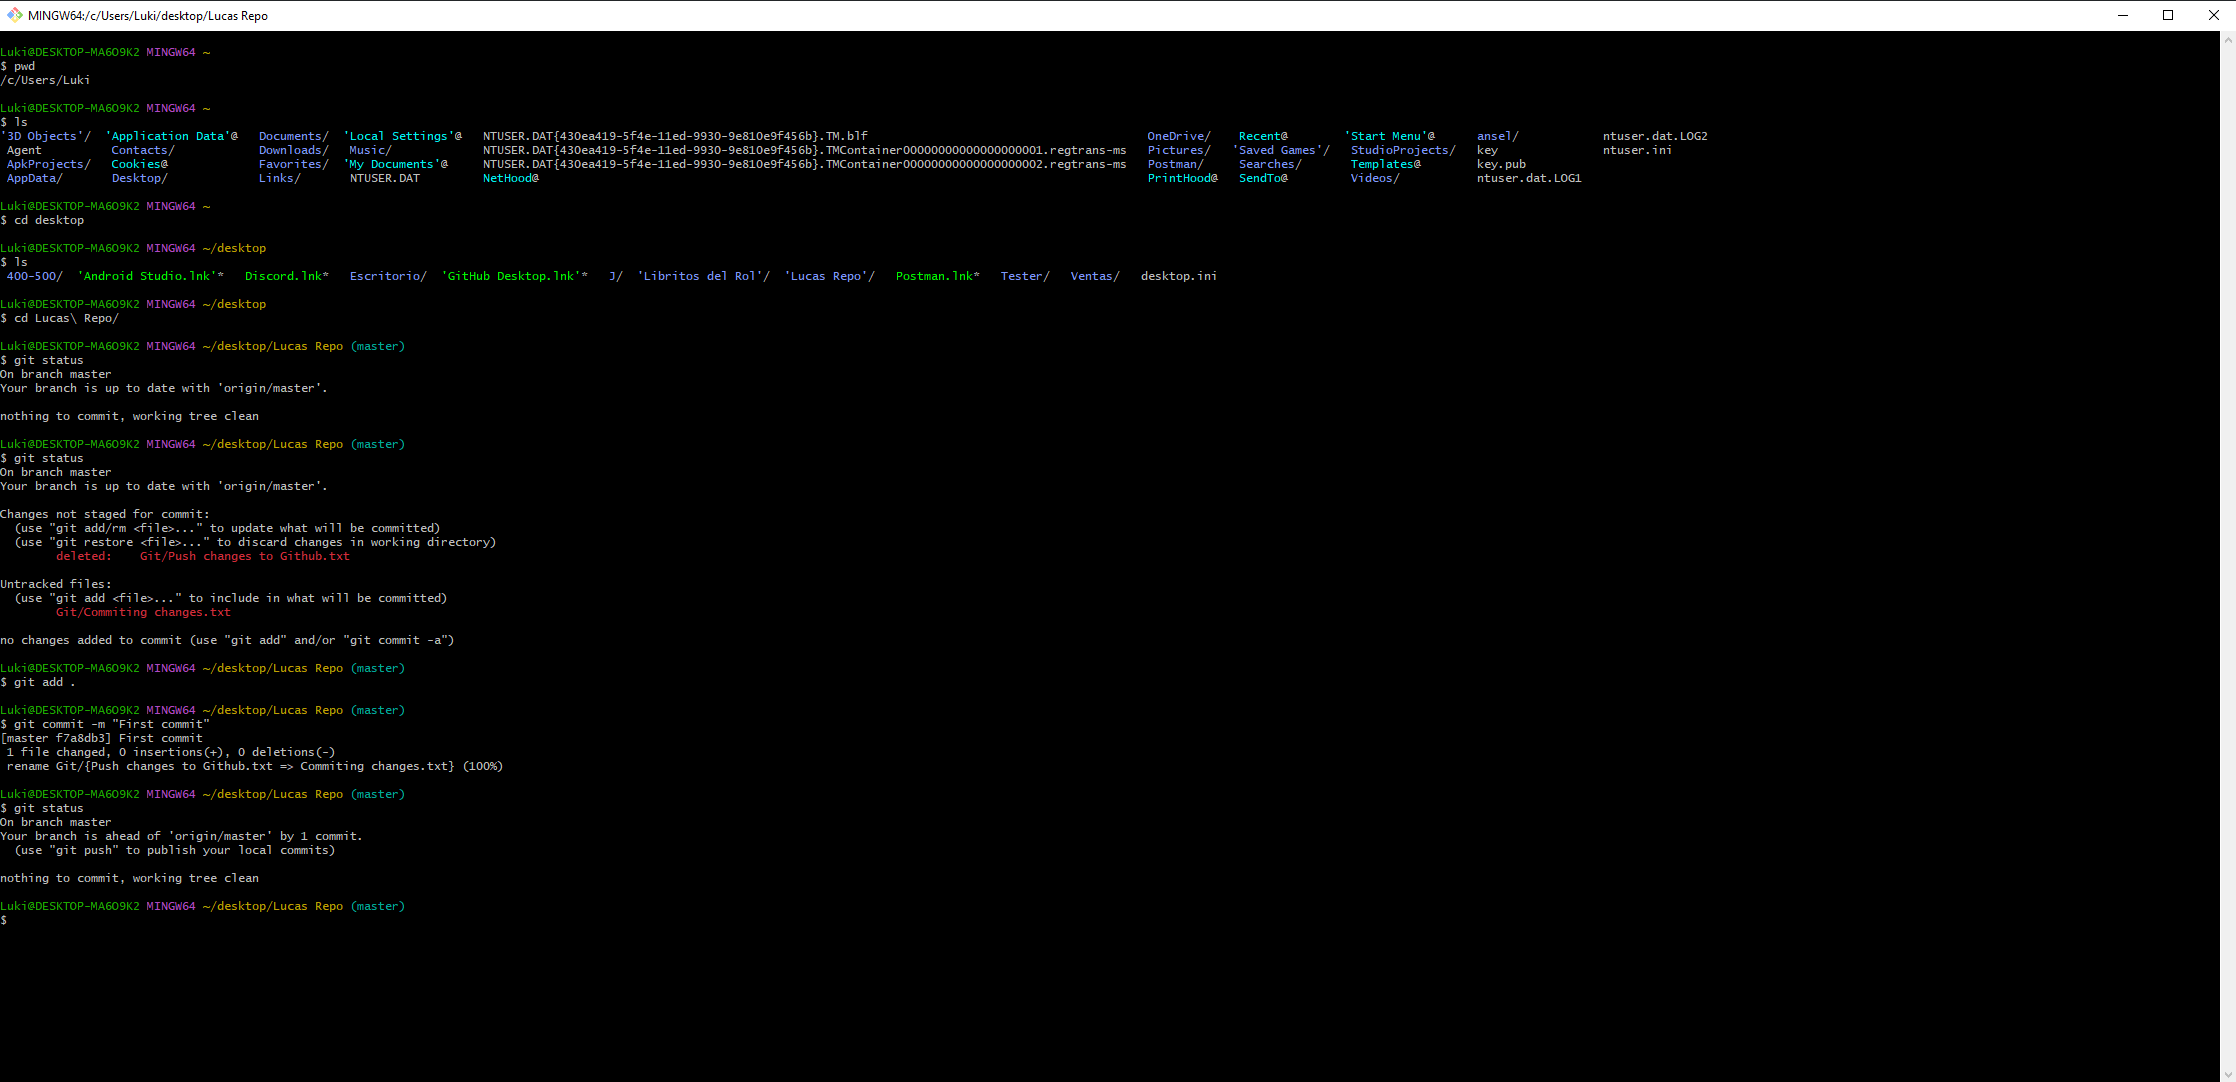 MINGW64:/c/Users/Luki/desktop/Lucas Repo
Luki@DESKTOP-MA6O9K2 MINGW64 ~
$ pwd
/c/Users/Luki
Luki@DESKTOP-MA6O9K2 MINGW64 ~
$ ls
'3D Objects'/  'Application Data'@   Documents/  'Local Settings'@   NTUSER.DAT{430ea419-5f4e-11ed-9930-9e810e9f456b}.TM.blf   OneDrive/    Recent@        'Start Menu'@      ansel/            ntuser.dat.LOG2
Agent          Contacts/            Downloads/   Music/              NTUSER.DAT{430ea419-5f4e-11ed-9930-9e810e9f456b}.TMContainer00000000000000000001.regtrans-ms   Pictures/   'Saved Games'/   StudioProjects/   key               ntuser.ini
ApkProjects/   Cookies@             Favorites/  'My Documents'@      NTUSER.DAT{430ea419-5f4e-11ed-9930-9e810e9f456b}.TMContainer00000000000000000002.regtrans-ms   Postman/     Searches/       Templates@        key.pub
AppData/       Desktop/             Links/       NTUSER.DAT          NetHood@   PrintHood@   SendTo@         Videos/           ntuser.dat.LOG1
Luki@DESKTOP-MA6O9K2 MINGW64 ~
$ cd desktop
Luki@DESKTOP-MA6O9K2 MINGW64 ~/desktop
$ ls
400-500/  'Android Studio.lnk'*   Discord.lnk*   Escritorio/  'GitHub Desktop.lnk'*   J/  'Libritos del Rol'/  'Lucas Repo'/   Postman.lnk*   Tester/   Ventas/   desktop.ini
Luki@DESKTOP-MA6O9K2 MINGW64 ~/desktop
$ cd Lucas\ Repo/
Luki@DESKTOP-MA6O9K2 MINGW64 ~/desktop/Lucas Repo (master)
$ git status
On branch master
Your branch is up to date with 'origin/master'.
nothing to commit, working tree clean
Luki@DESKTOP-MA6O9K2 MINGW64 ~/desktop/Lucas Repo (master)
$ git status
On branch master
Your branch is up to date with 'origin/master'.
Changes not staged for commit:
  (use "git add/rm <file>..." to update what will be committed)
  (use "git restore <file>..." to discard changes in working directory)
        deleted:    Git/Push changes to Github.txt
Untracked files:
  (use "git add <file>..." to include in what will be committed)
        Git/Commiting changes.txt
no changes added to commit (use "git add" and/or "git commit -a")
Luki@DESKTOP-MA6O9K2 MINGW64 ~/desktop/Lucas Repo (master)
$ git add .
Luki@DESKTOP-MA6O9K2 MINGW64 ~/desktop/Lucas Repo (master)
$ git commit -m "First commit"
[master f7a8db3] First commit
 1 file changed, 0 insertions(+), 0 deletions(-)
 rename Git/{Push changes to Github.txt => Commiting changes.txt} (100%)
Luki@DESKTOP-MA6O9K2 MINGW64 ~/desktop/Lucas Repo (master)
$ git status
On branch master
Your branch is ahead of 'origin/master' by 1 commit.
  (use "git push" to publish your local commits)
nothing to commit, working tree clean
Luki@DESKTOP-MA6O9K2 MINGW64 ~/desktop/Lucas Repo (master)
$